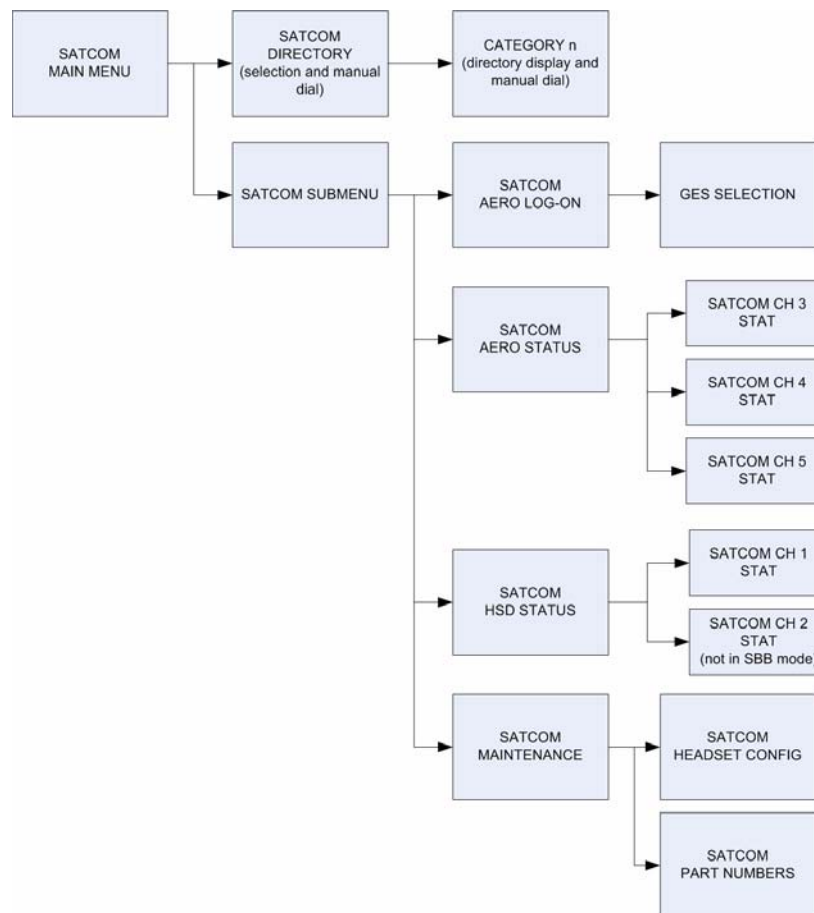 SATCOM
MAIN MENU
SATCOM
DIRECTORY
(selection and manual
dial)
CATEGORY n
(directory display and
manual dial)
SATCOM SUBMENU
SATCOM
AERO LOG-ON
GES SELECTION
SATCOM
AERO STATUS
SATCOM CH 3
STAT
SATCOM CH 4
STAT
SATCOM CH 5
STAT
SATCOM
HSD STATUS
SATCOM CH 1
STAT
SATCOM CH 2
STAT
(not in SBB mode)
SATCOM
MAINTENANCE
SATCOM
HEADSET CONFIG
SATCOM
PART NUMBERS